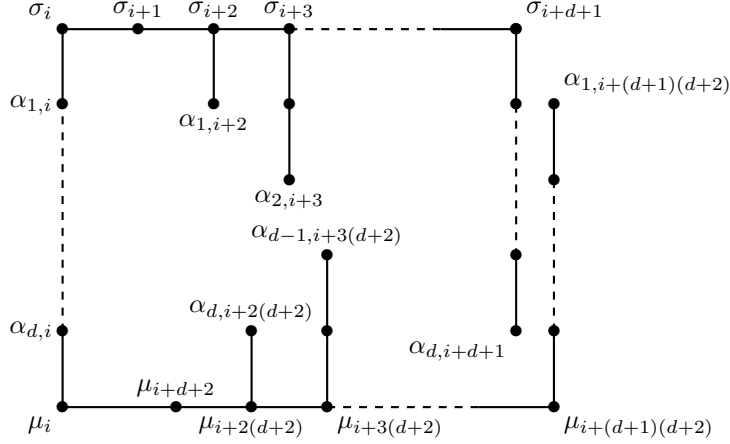 σ_i σ_{i+1} σ_{i+2} σ_{i+3} σ_{i+d+1}
α_{1,i} α_{1,i+2} α_{1,i+(d+1)(d+2)}
α_{2,i+3}
α_{d−1,i+3(d+2)}
α_{d,i} α_{d,i+2(d+2)} α_{d,i+d+1}
μ_{i+d+2}
μ_i μ_{i+2(d+2)} μ_{i+3(d+2)} μ_{i+(d+1)(d+2)}